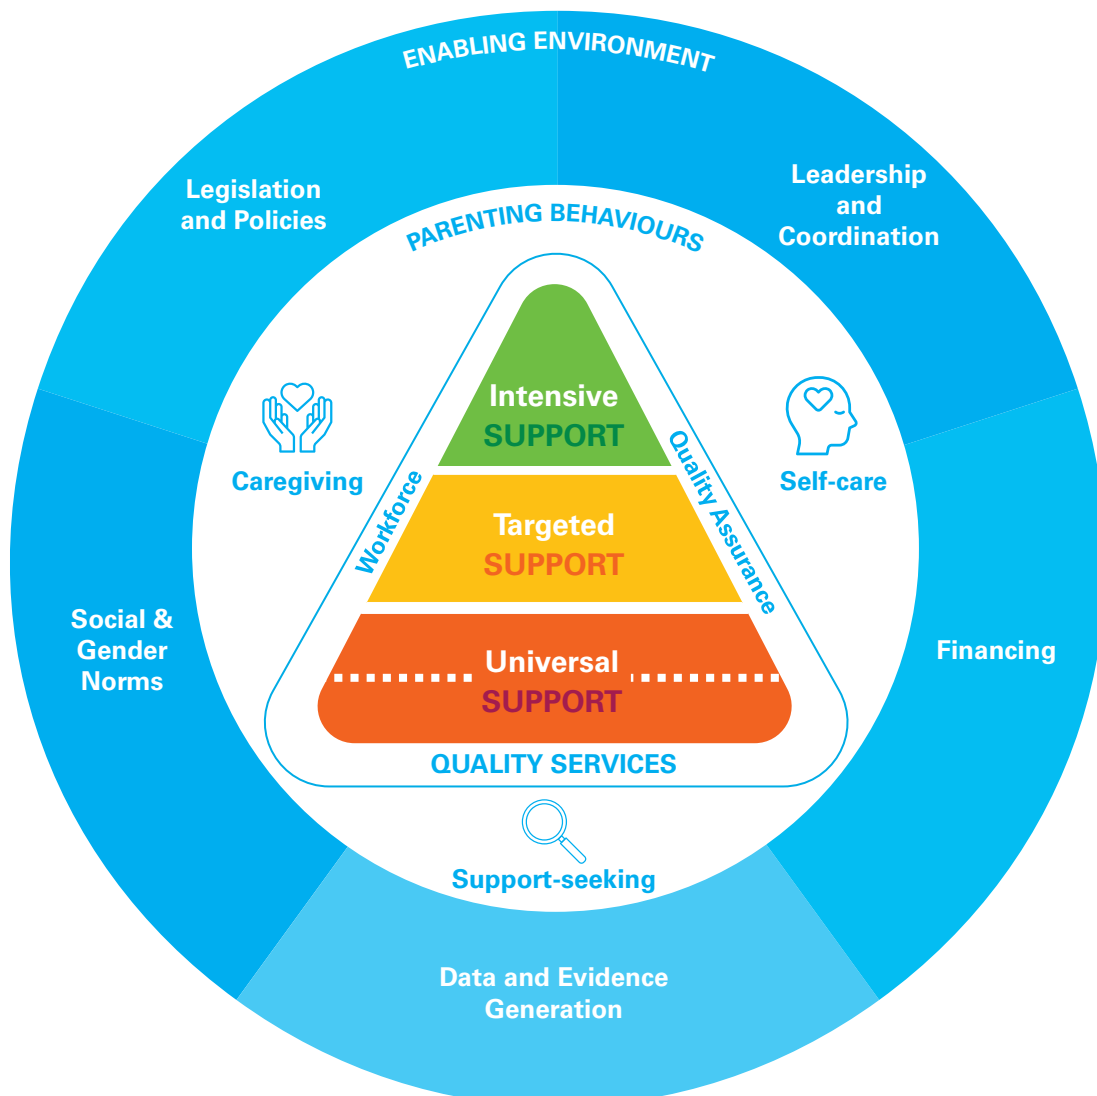 ENABLING ENVIRONMENT
Legislation
and Policies
Leadership
and
Coordination
PARENTING BEHAVIOURS
Caregiving
Self-care
Workforce
Quality Assurance
Intensive
SUPPORT
Targeted
SUPPORT
Universal
SUPPORT
QUALITY SERVICES
Social &
Gender
Norms
Financing
Support-seeking
Data and Evidence
Generation